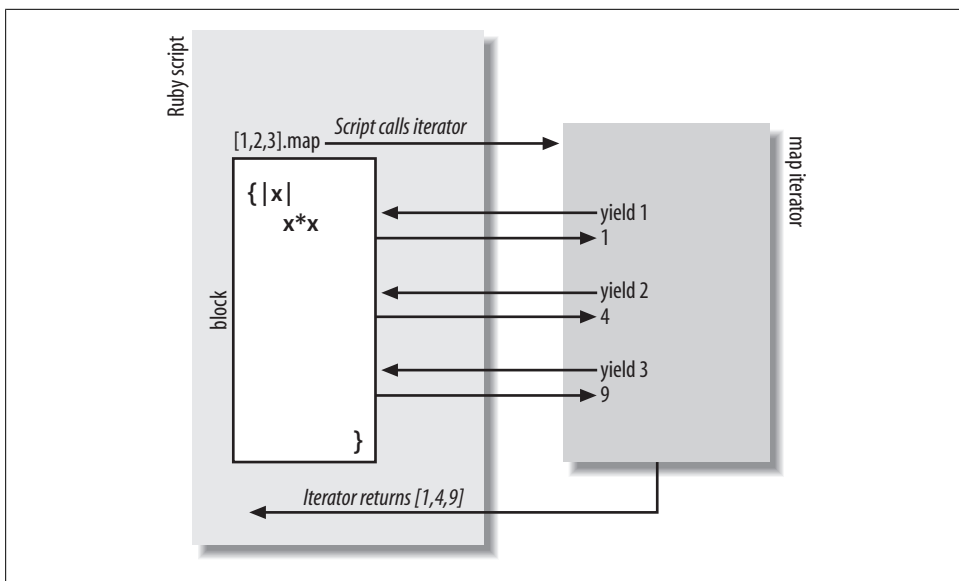 Ruby script
Script calls iterator
[1,2,3].map
map iterator
{|x|
x*x
block
}
yield 1
1
yield 2
4
yield 3
9
Iterator returns [1,4,9]